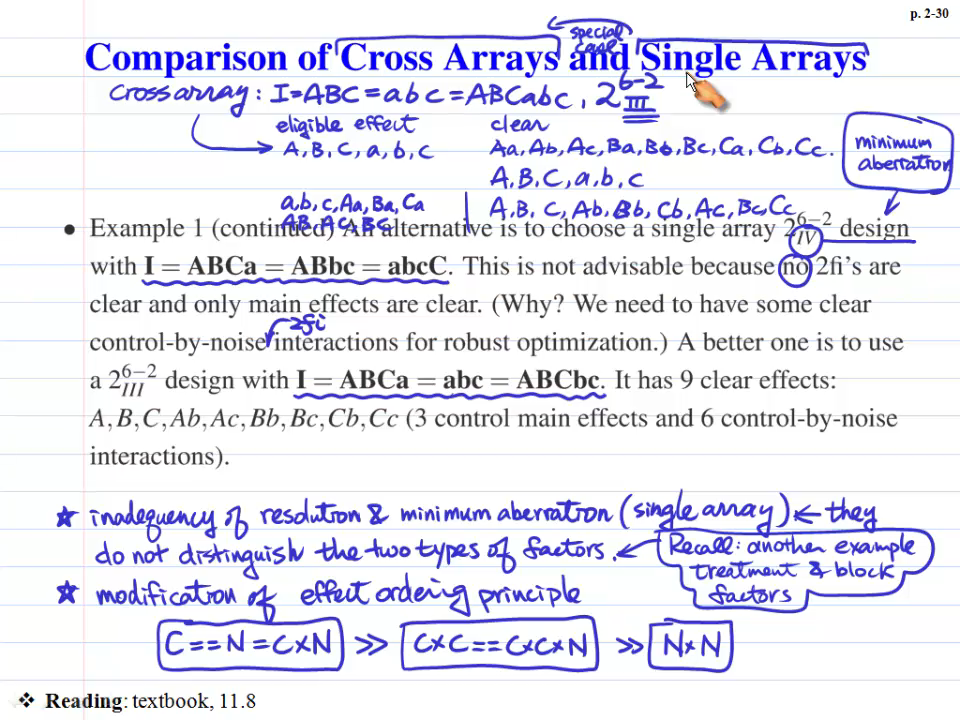 p. 2-30
special
case
Comparison of Cross Arrays and Single Arrays
Cross array : I=ABC=abc=ABCabc, 2^{6-2}_{III}
eligible effect clear
A, B, C, a, b, c Aa, Ab, Ac, Ba, Bb, Bc, Ca, Cb, Cc.
A, B, C, a, b, c
minimum
aberration
a, b, c, Aa, Ba, Ca | A, B, C, Ab, Bb, Cb, Ac, Bc, Cc
AB, AC, BC
• Example 1 (continued) An alternative is to choose a single array 2^{6−2}_{IV} design
with I = ABCa = ABbc = abcC. This is not advisable because no 2fi's are
clear and only main effects are clear. (Why? We need to have some clear
2fi
control-by-noise interactions for robust optimization.) A better one is to use
a 2^{6−2}_{III} design with I = ABCa = abc = ABCbc. It has 9 clear effects:
A, B, C, Ab, Ac, Bb, Bc, Cb, Cc (3 control main effects and 6 control-by-noise
interactions).
★ inadequency of resolution & minimum aberration (single array) ← they
do not distinguish the two types of factors. ← Recall: another example
treatment & block
factors
★ modification of effect ordering principle
C == N = C×N >> C×C == C×C×N >> N×N
❖ Reading: textbook, 11.8